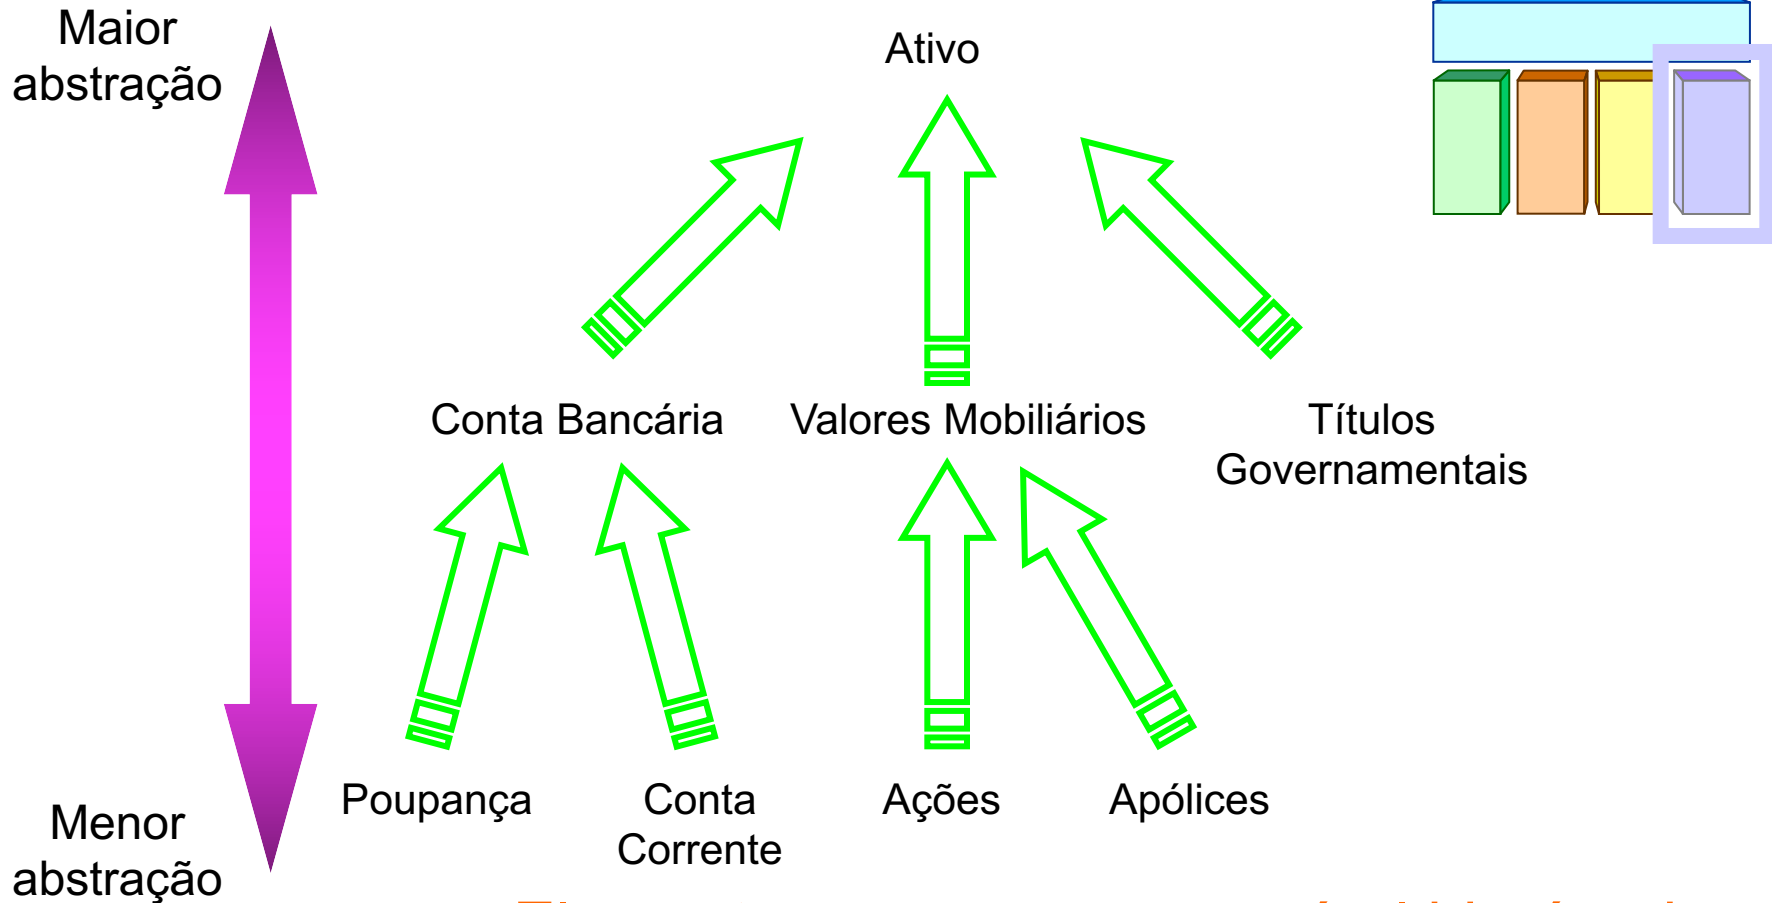 Maior
abstração
Ativo
Conta Bancária
Valores Mobiliários
Títulos
Governamentais
Poupança
Conta
Corrente
Ações
Apólices
Menor
abstração